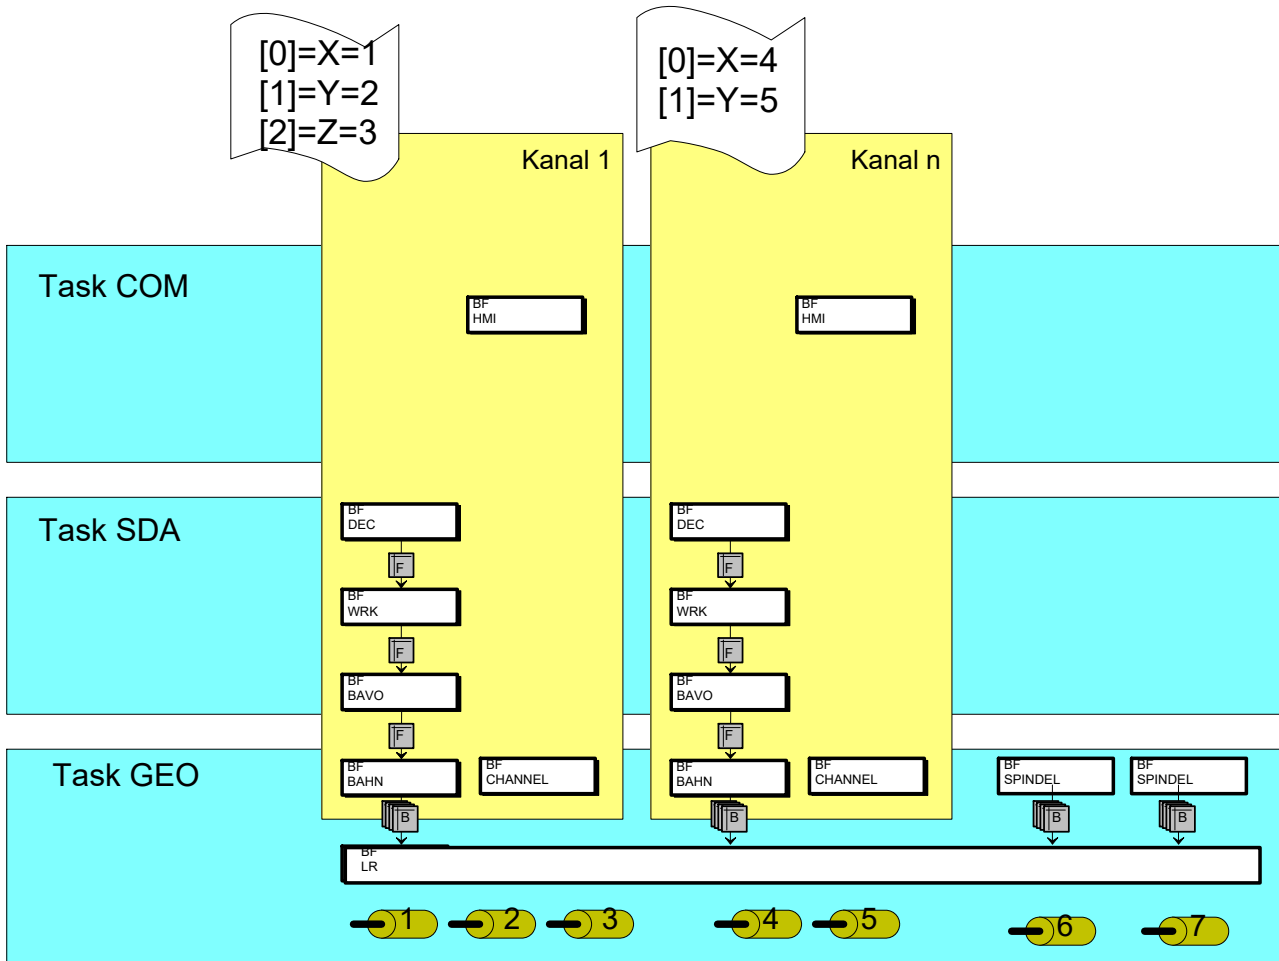 [0]=X=1
[1]=Y=2
[2]=Z=3
[0]=X=4
[1]=Y=5
Kanal 1
Kanal n
Task COM
BF
HMI
BF
HMI
Task SDA
BF
DEC
BF
DEC
F
F
BF
WRK
BF
WRK
F
F
BF
BAVO
BF
BAVO
F
F
Task GEO
BF
BAHN
BF
CHANNEL
BF
BAHN
BF
CHANNEL
BF
SPINDEL
BF
SPINDEL
B
B
B
B
BF
LR
1
2
3
4
5
6
7